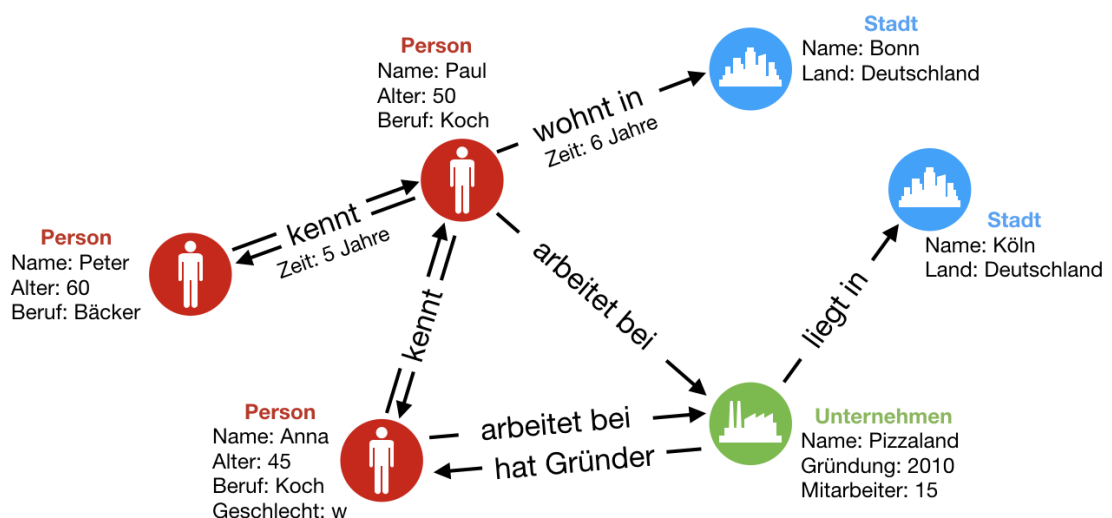 Person
Name: Paul
Alter: 50
Beruf: Koch
Stadt
Name: Bonn
Land: Deutschland
wohnt in
Zeit: 6 Jahre
kennt
Zeit: 5 Jahre
Person
Name: Peter
Alter: 60
Beruf: Bäcker
Stadt
Name: Köln
Land: Deutschland
arbeitet bei
liegt in
kennt
Person
Name: Anna
Alter: 45
Beruf: Koch
Geschlecht: w
arbeitet bei
hat Gründer
Unternehmen
Name: Pizzaland
Gründung: 2010
Mitarbeiter: 15